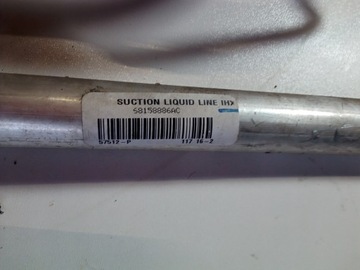 SUCTION LIQUID LINE IHX
68158886AC
57512-P 117 16-2